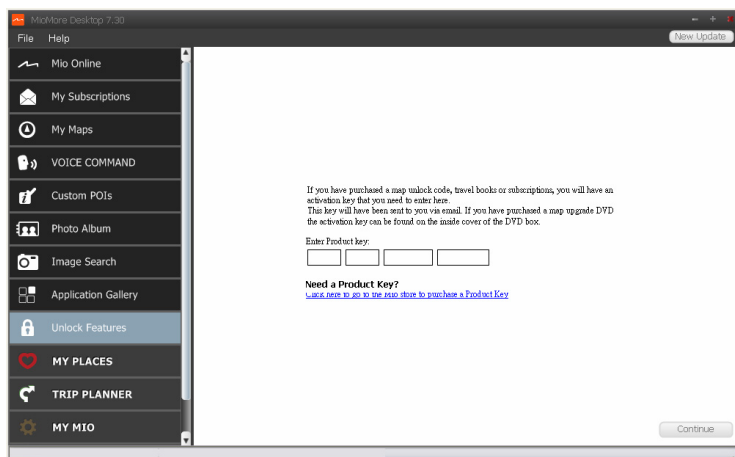 MioMore Desktop 7.30
File Help
New Update
Mio Online
My Subscriptions
My Maps
VOICE COMMAND
Custom POIs
Photo Album
Image Search
Application Gallery
Unlock Features
MY PLACES
TRIP PLANNER
MY MIO
If you have purchased a map unlock code, travel books or subscriptions, you will have an
activation key that you need to enter here.
This key will have been sent to you via email. If you have purchased a map upgrade DVD
the activation key can be found on the inside cover of the DVD box.
Enter Product key:
Need a Product Key?
Click here to go to the Mio store to purchase a Product Key
Continue